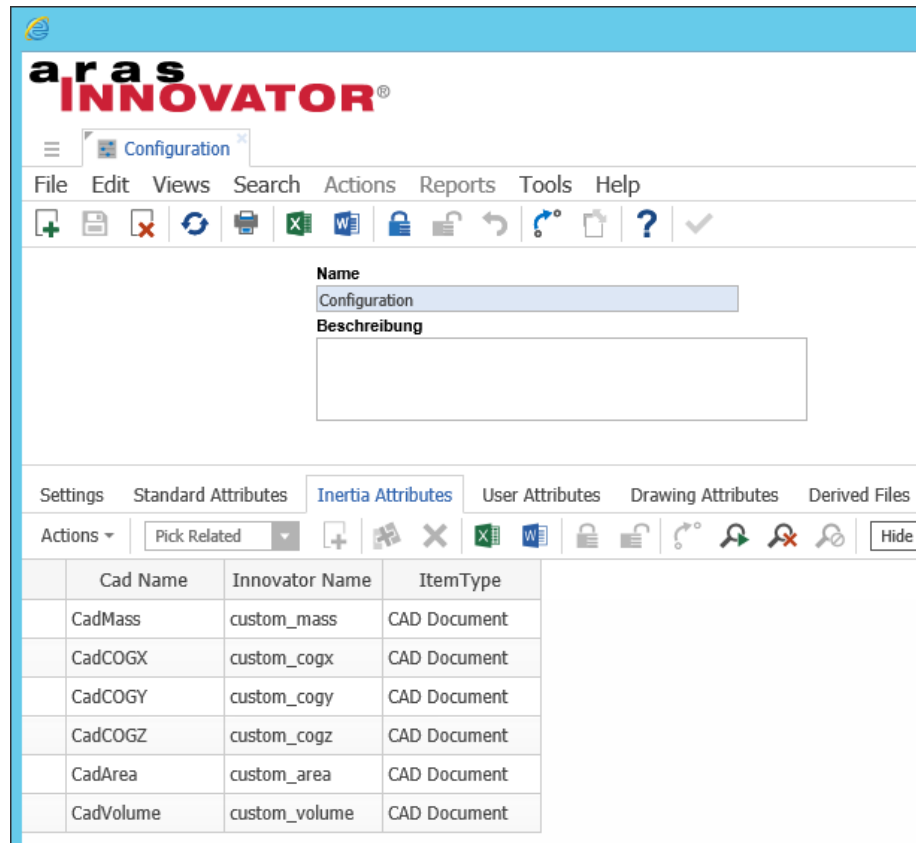 aras
INNOVATOR®
Configuration
File Edit Views Search Actions Reports Tools Help
Name
Configuration
Beschreibung
Settings Standard Attributes Inertia Attributes User Attributes Drawing Attributes Derived Files
Actions Pick Related Hide
Cad Name Innovator Name ItemType
CadMass custom_mass CAD Document
CadCOGX custom_cogx CAD Document
CadCOGY custom_cogy CAD Document
CadCOGZ custom_cogz CAD Document
CadArea custom_area CAD Document
CadVolume custom_volume CAD Document